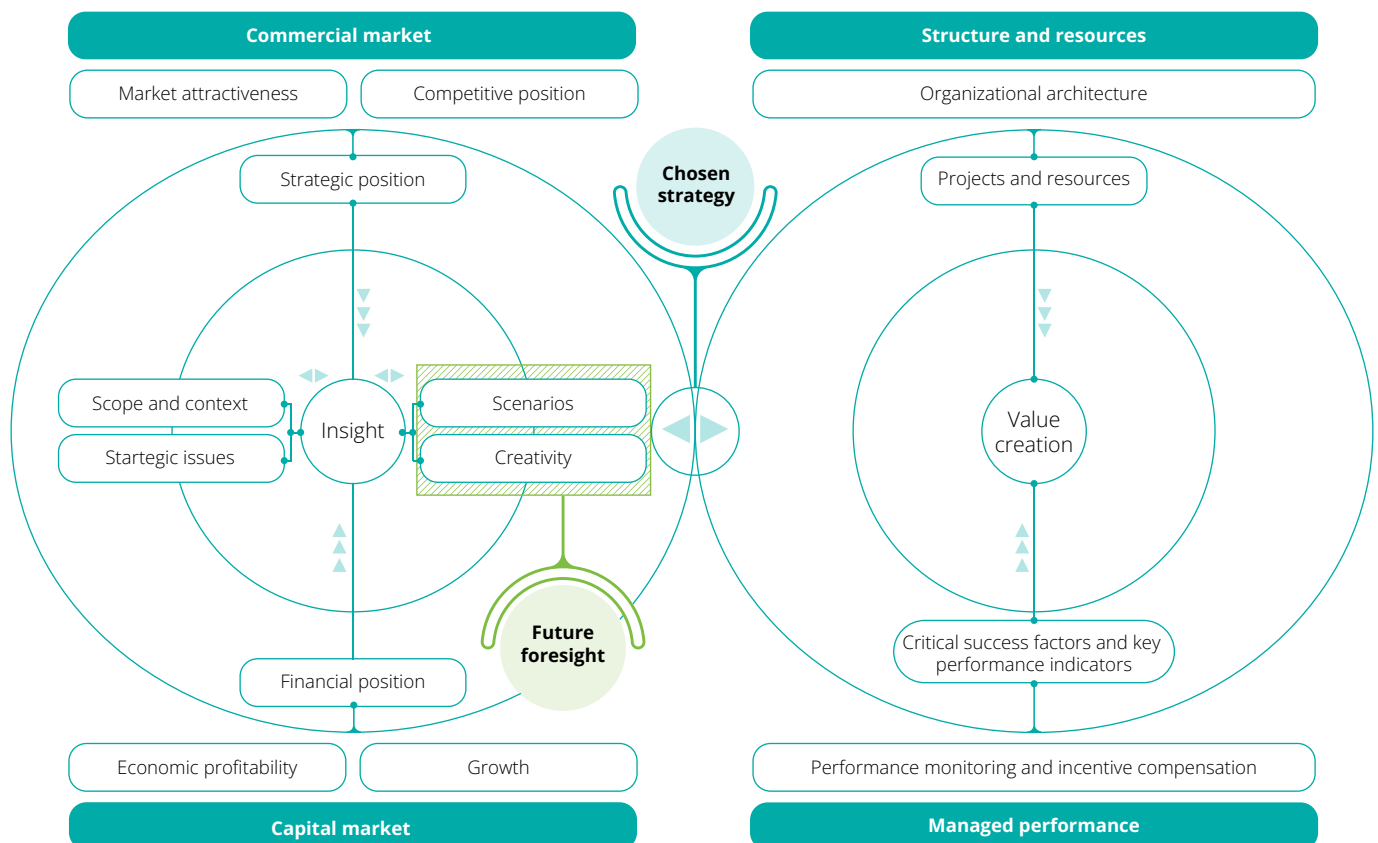 Commercial market
Structure and resources
Market attractiveness
Competitive position
Organizational architecture
Strategic position
Chosen
strategy
Projects and resources
Scope and context
Startegic issues
Insight
Scenarios
Creativity
Value
creation
Future
foresight
Critical success factors and key
performance indicators
Financial position
Economic profitability
Growth
Performance monitoring and incentive compensation
Capital market
Managed performance